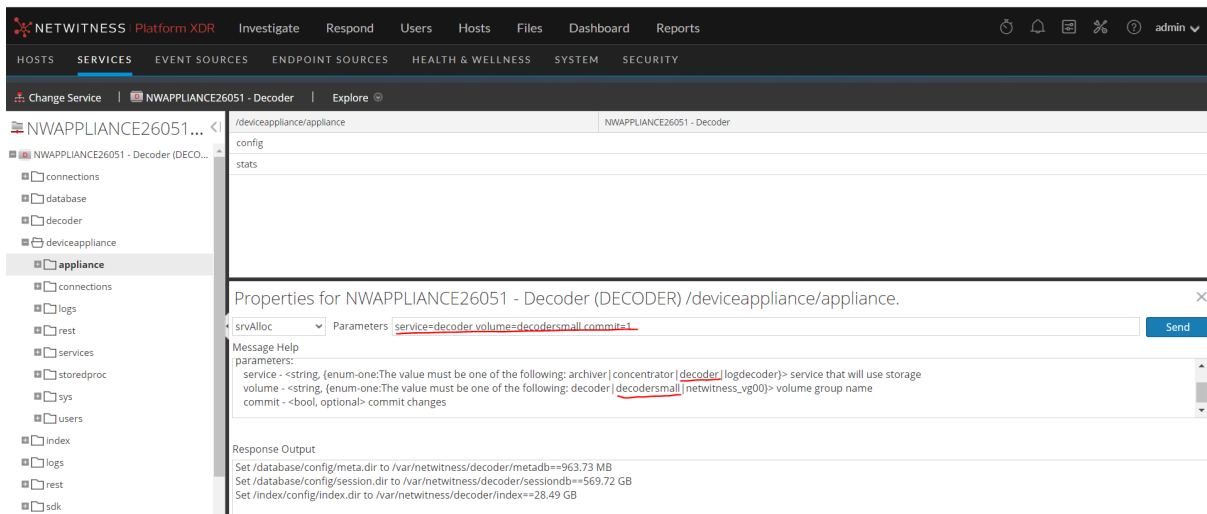 NETWITNESS Platform XDR Investigate Respond Users Hosts Files Dashboard Reports admin
HOSTS SERVICES EVENT SOURCES ENDPOINT SOURCES HEALTH & WELLNESS SYSTEM SECURITY
Change Service | NWAPPLIANCE26051 - Decoder | Explore
NWAPPLIANCE26051...
NWAPPLIANCE26051 - Decoder (DECO...
connections
database
decoder
deviceappliance
appliance
connections
logs
rest
services
storedproc
sys
users
index
logs
rest
sdk
/deviceappliance/appliance NWAPPLIANCE26051 - Decoder
config
stats
Properties for NWAPPLIANCE26051 - Decoder (DECODER) /deviceappliance/appliance.
srvAlloc Parameters service=decoder volume=decodersmall commit=1 Send
Message Help
parameters:
service - <string, {enum-one:The value must be one of the following: archiver|concentrator|decoder|logdecoder}> service that will use storage
volume - <string, {enum-one:The value must be one of the following: decoder|decodersmall|netwitness_vg00}> volume group name
commit - <bool, optional> commit changes
Response Output
Set /database/config/meta.dir to /var/netwitness/decoder/metadb==963.73 MB
Set /database/config/session.dir to /var/netwitness/decoder/sessiondb==569.72 GB
Set /index/config/index.dir to /var/netwitness/decoder/index==28.49 GB